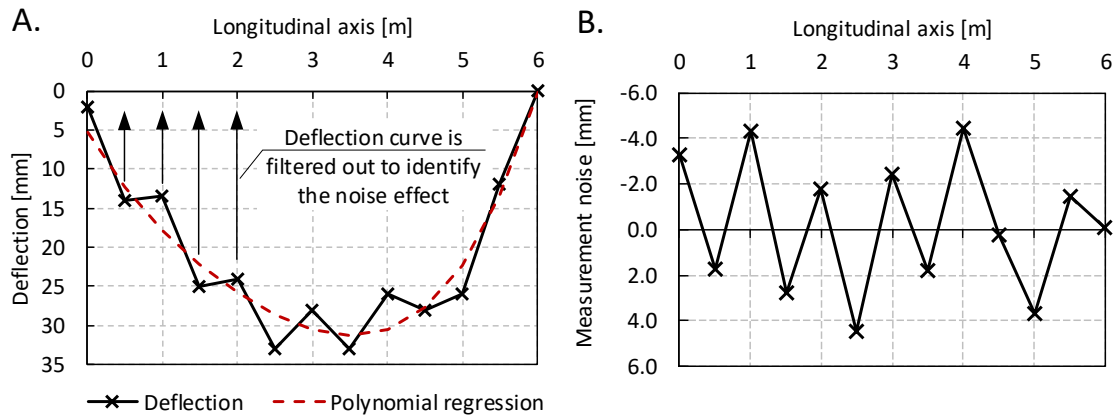 A.
Longitudinal axis [m]
0 1 2 3 4 5 6
Deflection [mm]
0
5
10
15
20
25
30
35
Deflection curve is
filtered out to identify
the noise effect
Deflection
Polynomial regression
B.
Longitudinal axis [m]
0 1 2 3 4 5 6
Measurement noise [mm]
-6.0
-4.0
-2.0
0.0
2.0
4.0
6.0